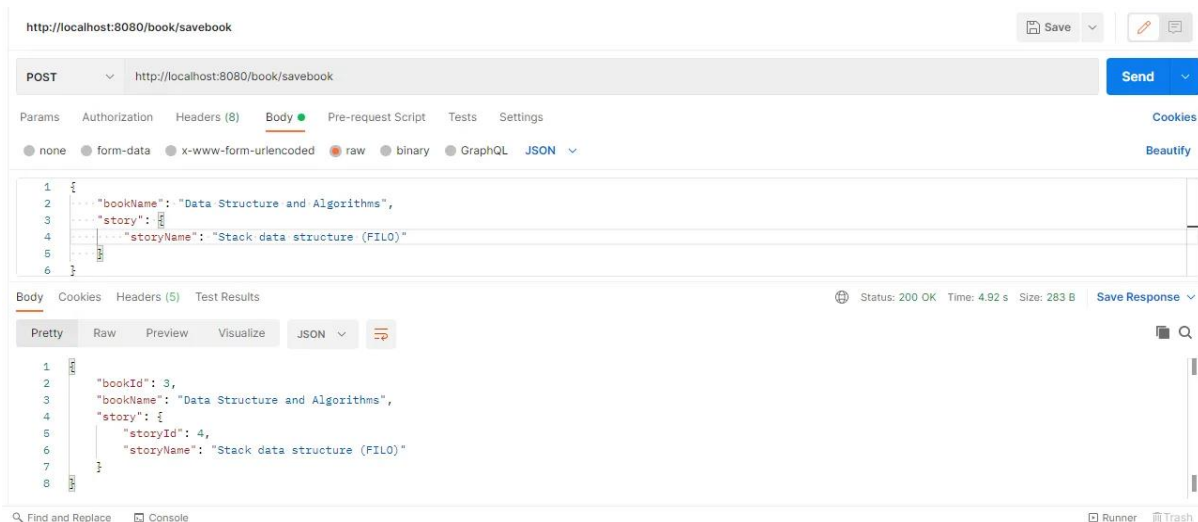 http://localhost:8080/book/savebook Save
POST http://localhost:8080/book/savebook Send
Params Authorization Headers (8) Body Pre-request Script Tests Settings Cookies
none form-data x-www-form-urlencoded raw binary GraphQL JSON Beautify
1 {
2 "bookName": "Data Structure and Algorithms",
3 "story": {
4 "storyName": "Stack data structure (FILO)"
5 }
6 }
Body Cookies Headers (5) Test Results Status: 200 OK Time: 4.92 s Size: 283 B Save Response
Pretty Raw Preview Visualize JSON
1 {
2 "bookId": 3,
3 "bookName": "Data Structure and Algorithms",
4 "story": {
5 "storyId": 4,
6 "storyName": "Stack data structure (FILO)"
7 }
8 }
Find and Replace Console Runner Trash